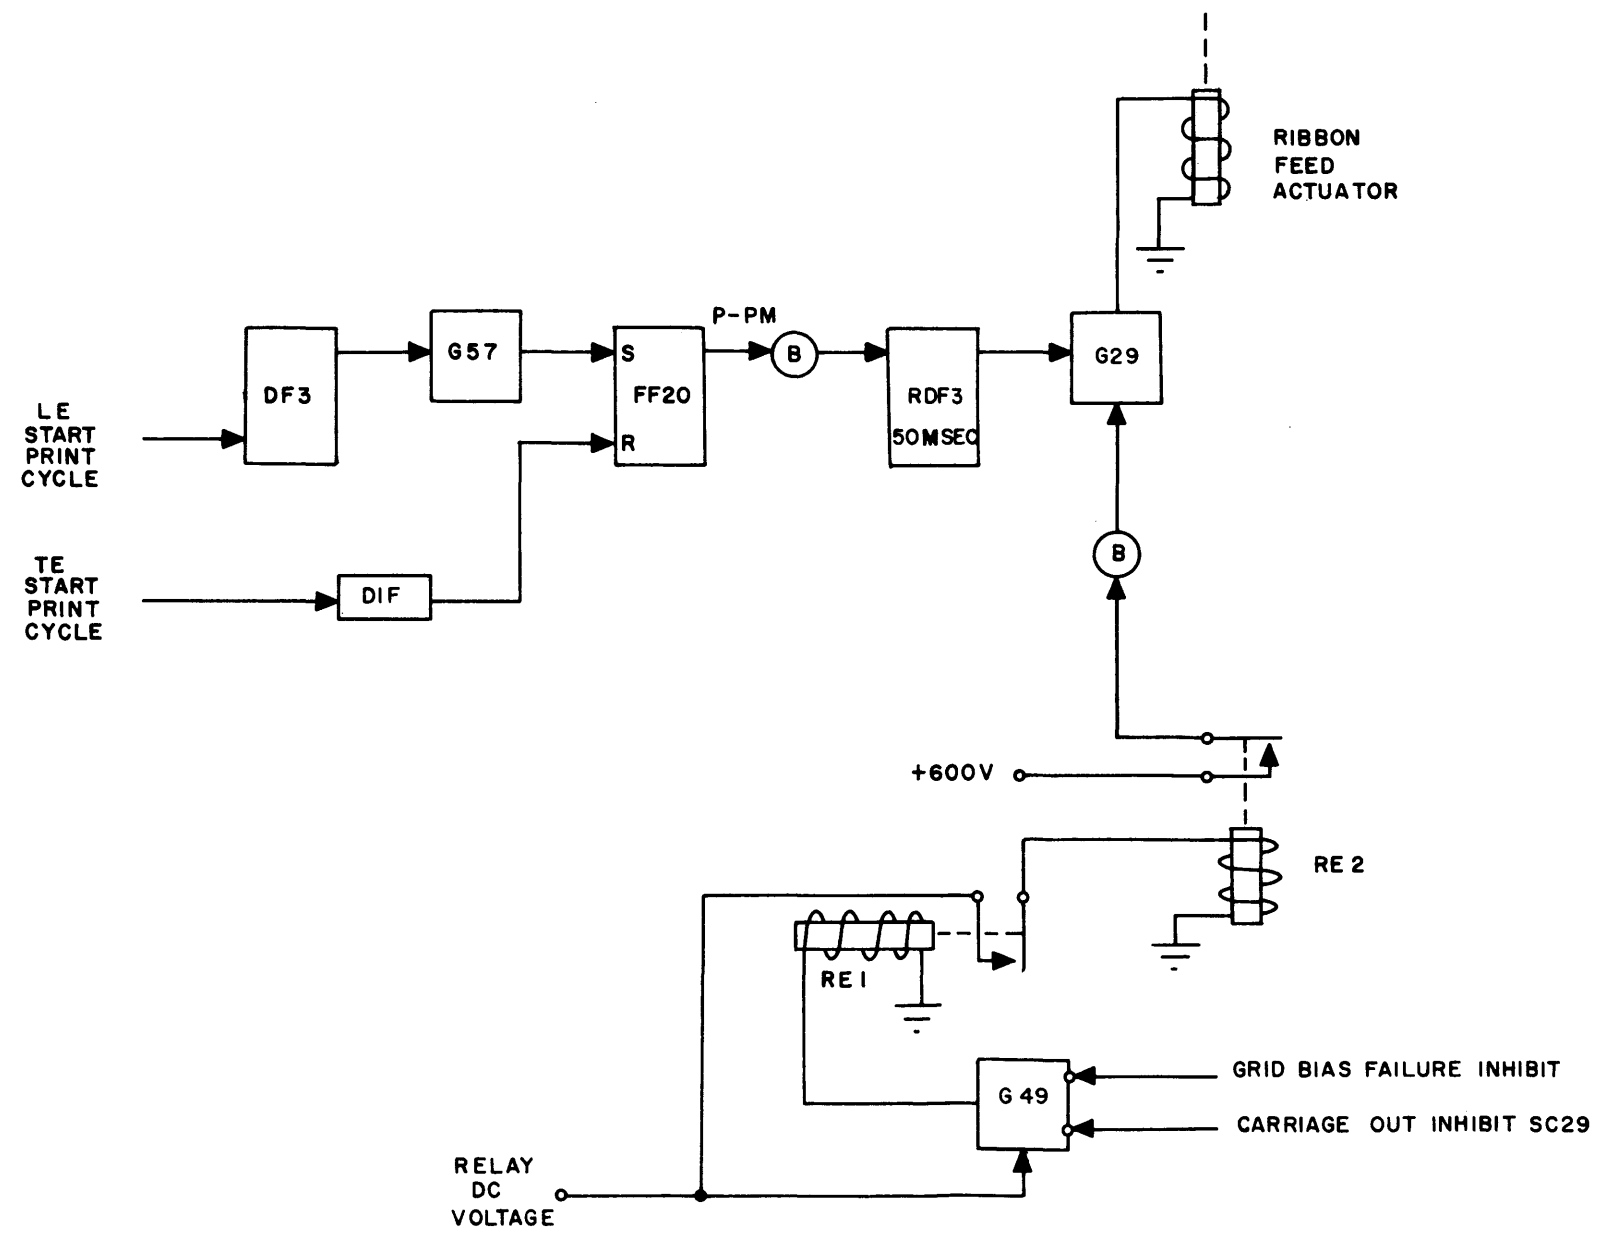 RIBBON
FEED
ACTUATOR
P-PM
DF3
G57
S
FF20
R
B
RDF3
50MSEC
G29
LE
START
PRINT
CYCLE
TE
START
PRINT
CYCLE
DIF
B
+600V
RE2
RE1
G49
GRID BIAS FAILURE INHIBIT
CARRIAGE OUT INHIBIT SC29
RELAY
DC
VOLTAGE